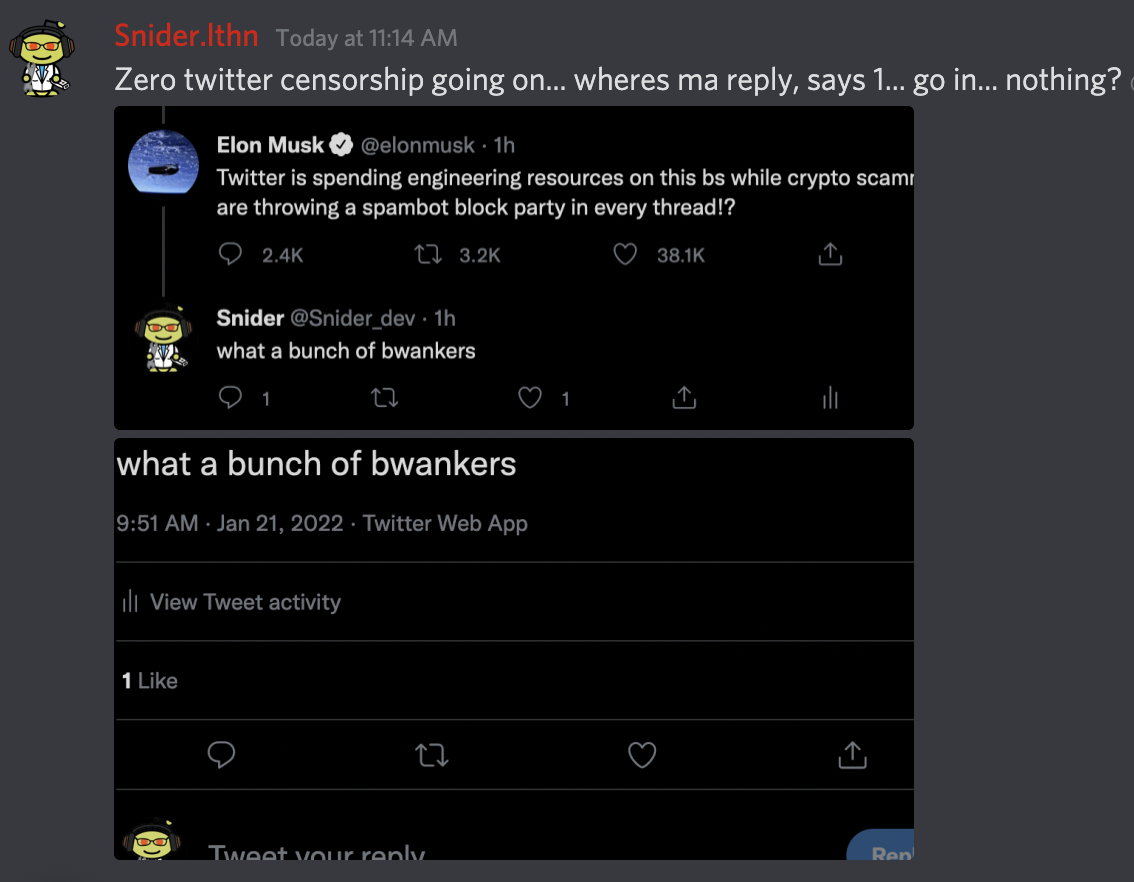 Snider.lthn Today at 11:14 AM
Zero twitter censorship going on... wheres ma reply, says 1... go in... nothing?
Elon Musk @elonmusk · 1h
Twitter is spending engineering resources on this bs while crypto
are throwing a spambot block party in every thread!?
2.4K 3.2K 38.1K
Snider @Snider_dev · 1h
what a bunch of bwankers
1 1
what a bunch of bwankers
9:51 AM · Jan 21, 2022 · Twitter Web App
View Tweet activity
1 Like
Tweet your reply